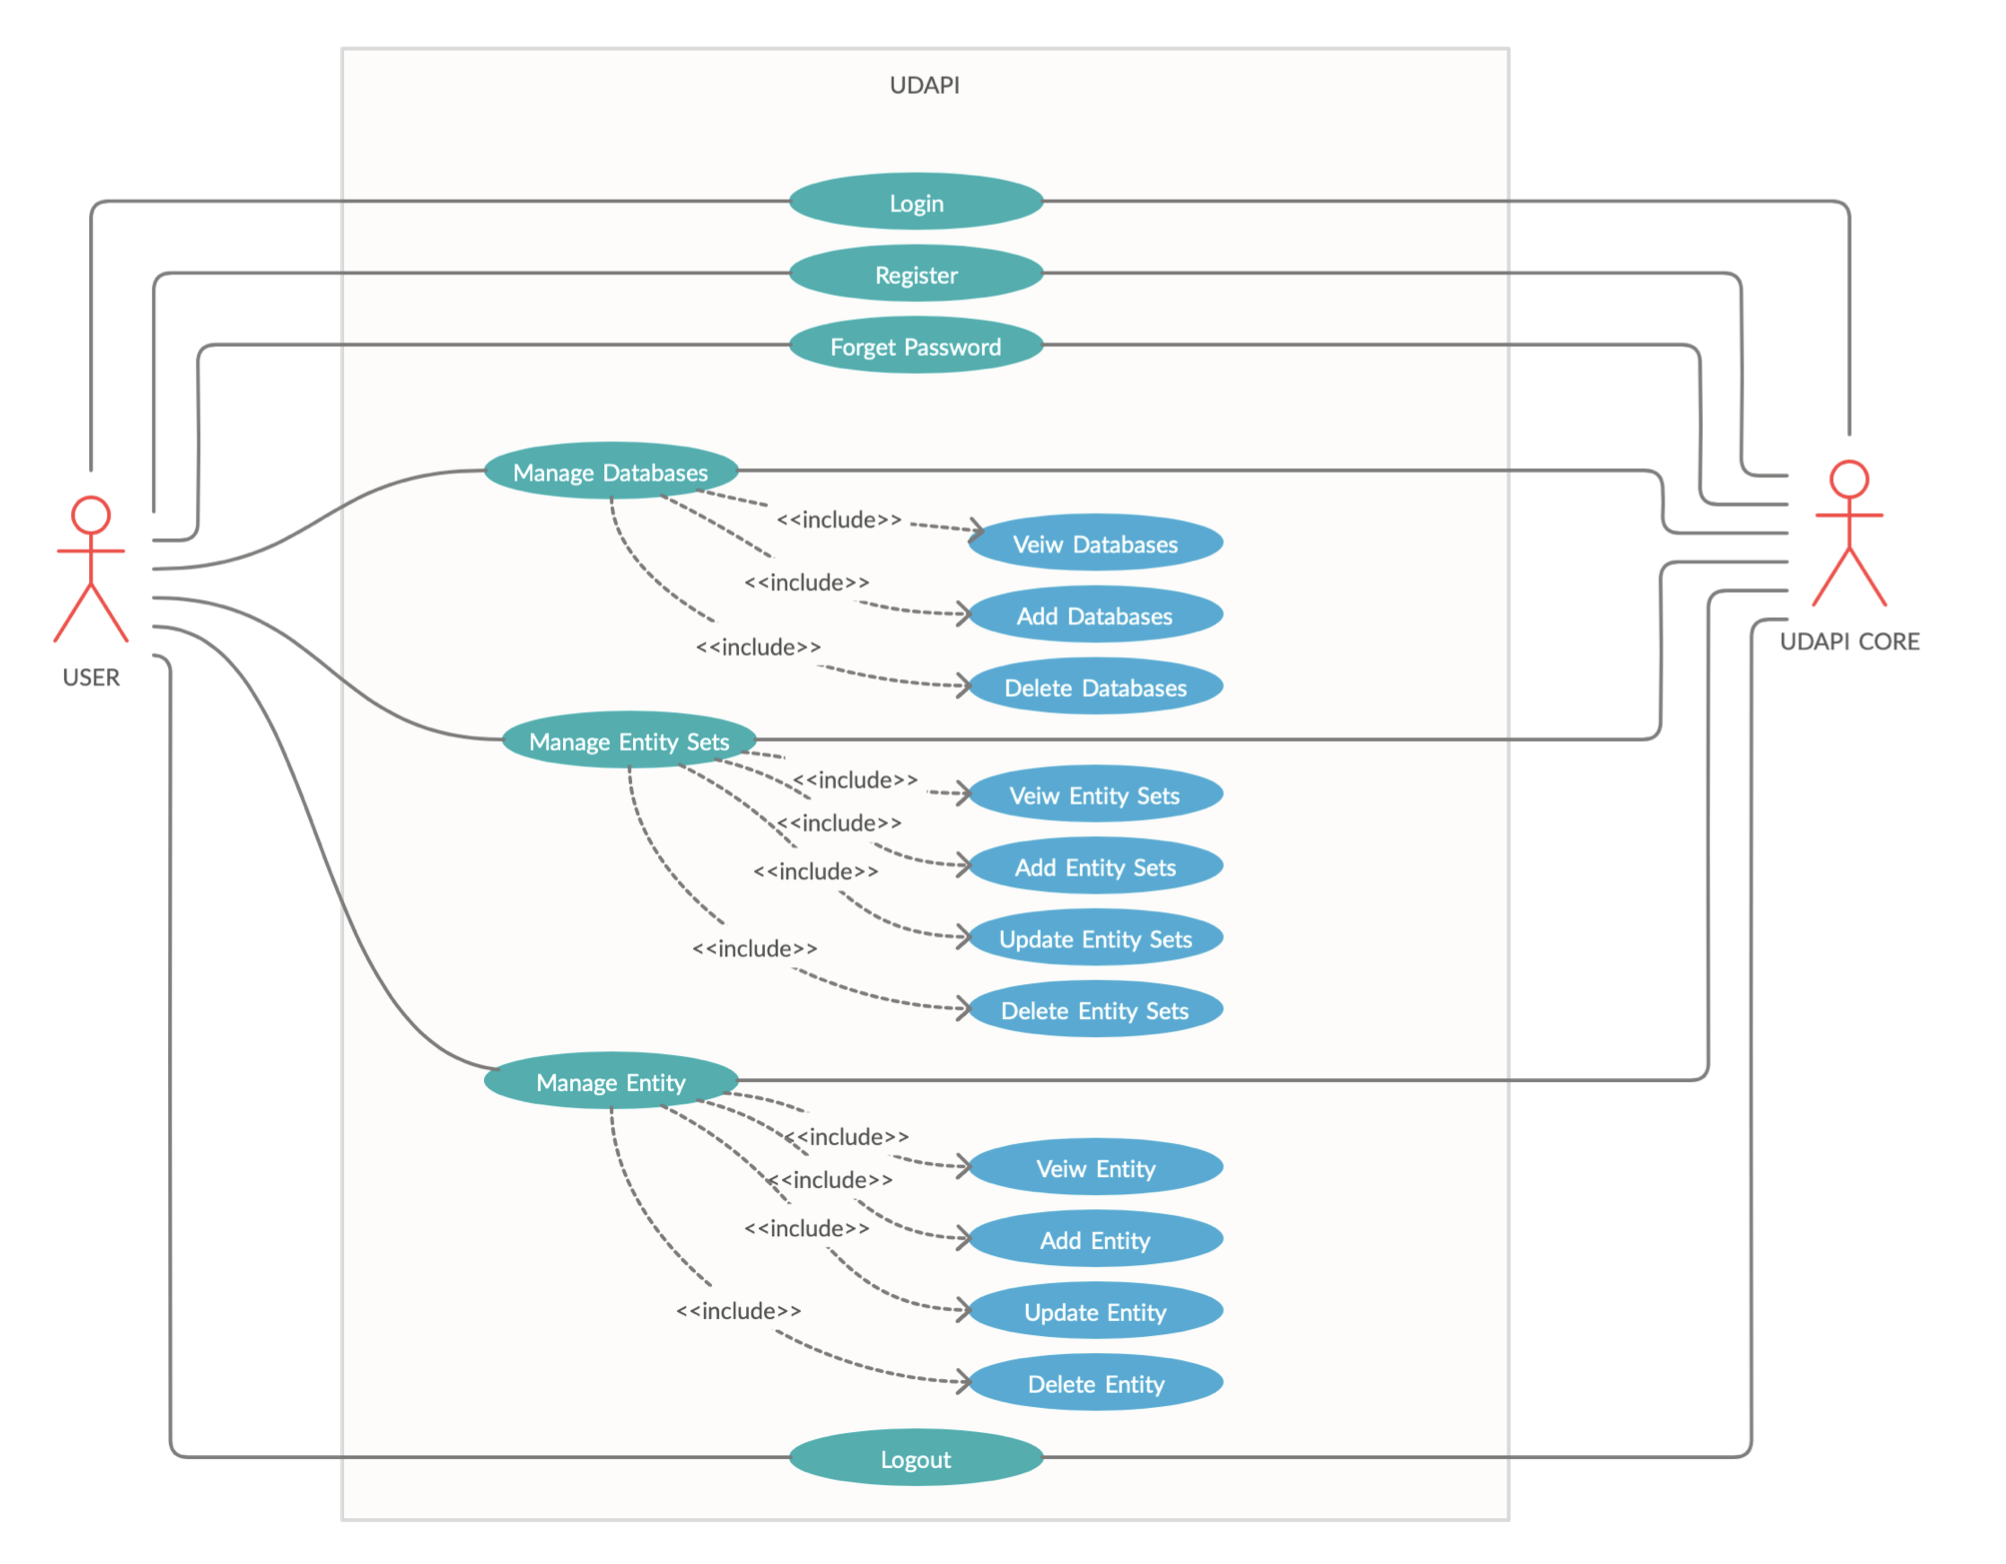 UDAPI
Login
Register
Forget Password
Manage Databases
<<include>>
Veiw Databases
<<include>>
Add Databases
<<include>>
Delete Databases
USER
UDAPI CORE
Manage Entity Sets
<<include>>
Veiw Entity Sets
<<include>>
Add Entity Sets
<<include>>
Update Entity Sets
<<include>>
Delete Entity Sets
Manage Entity
<<include>>
Veiw Entity
<<include>>
Add Entity
<<include>>
Update Entity
<<include>>
Delete Entity
Logout